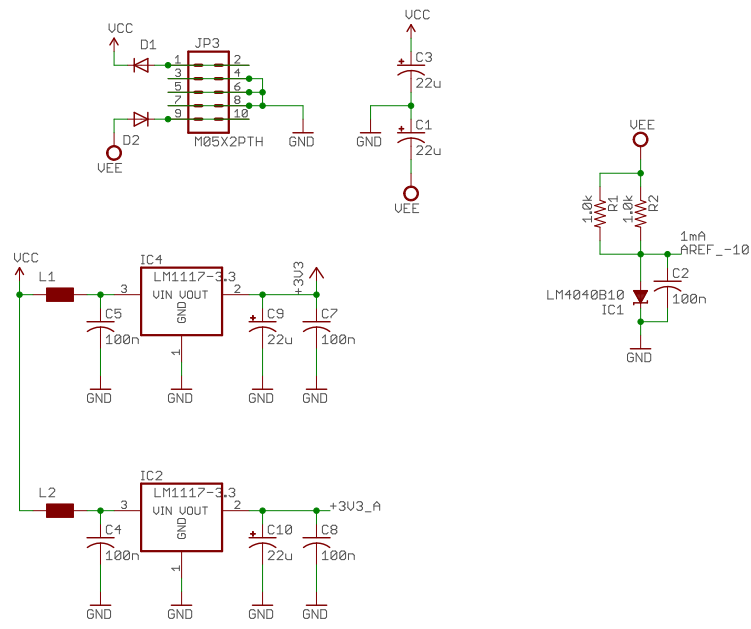 VCC
D1
JP3
1 2
3 4
5 6
7 8
9 10
D2
M05X2PTH
GND
VEE
VCC
C3
22u
GND
C1
22u
VEE
VEE
1.0k
R1
1.0k
R2
1mA
AREF_-10
C2
100n
LM4040B10
IC1
GND
VCC
L1
IC4
LM1117-3.3
3
VIN VOUT
2
GND
1
+3V3
C5
100n
C9
22u
C7
100n
GND
GND
GND
GND
L2
IC2
LM1117-3.3
3
VIN VOUT
2
GND
1
+3V3_A
C4
100n
C10
22u
C8
100n
GND
GND
GND
GND